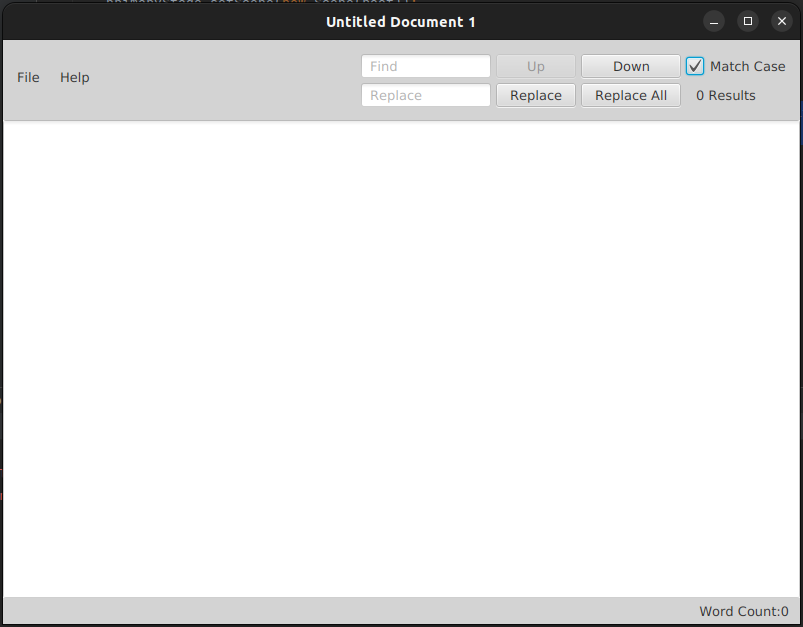 Untitled Document 1
File Help
Find Up Down Match Case
Replace Replace Replace All 0 Results
Word Count:0